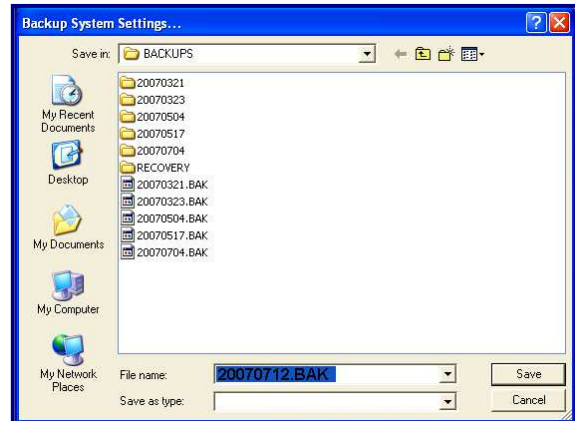 Backup System Settings...
Save in: BACKUPS
My Recent
Documents
Desktop
My Documents
My Computer
My Network
Places
20070321
20070323
20070504
20070517
20070704
RECOVERY
20070321.BAK
20070323.BAK
20070504.BAK
20070517.BAK
20070704.BAK
File name: 20070712.BAK
Save
Save as type:
Cancel